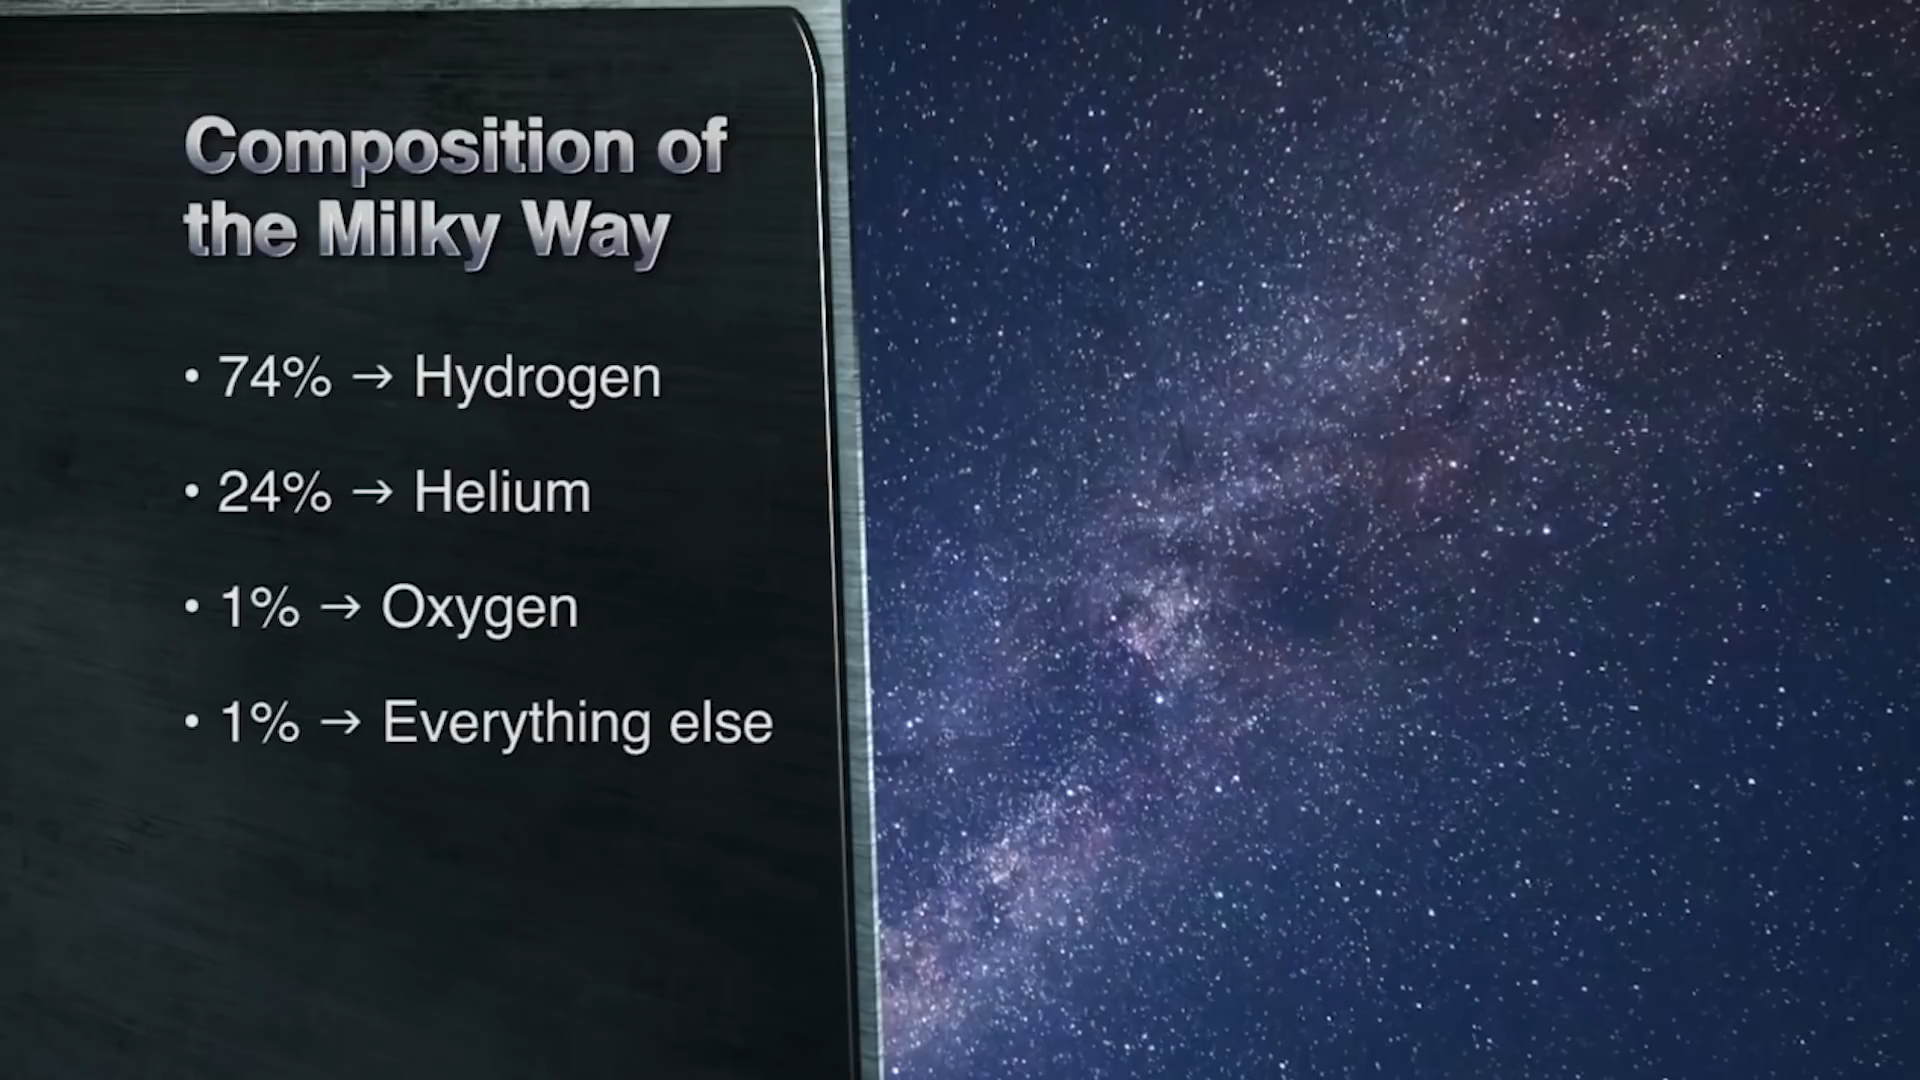 Composition of
the Milky Way
• 74% → Hydrogen
• 24% → Helium
• 1% → Oxygen
• 1% → Everything else